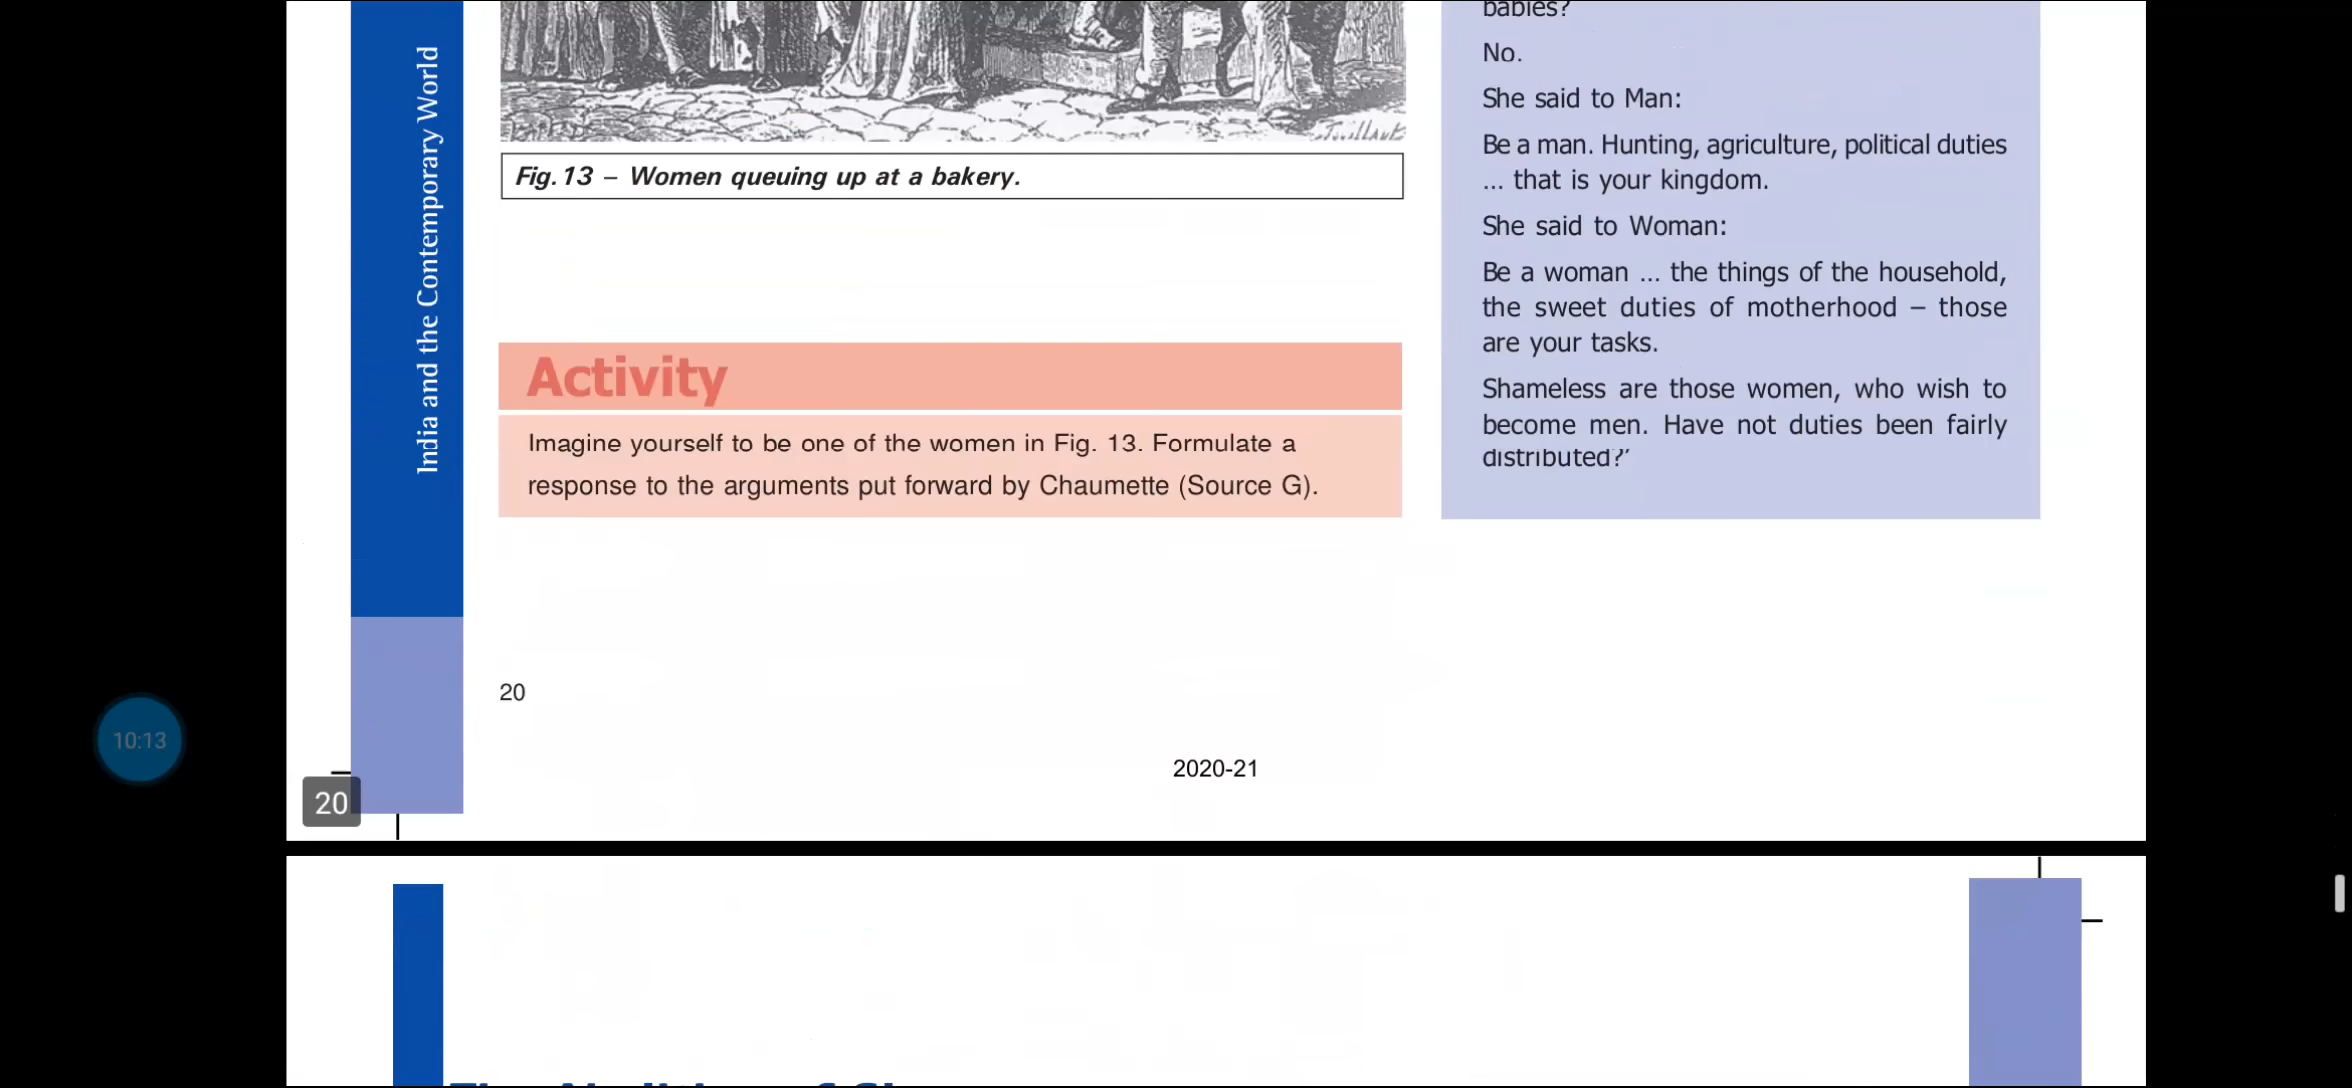 India and the Contemporary World
Fig.13 – Women queuing up at a bakery.
Activity
Imagine yourself to be one of the women in Fig. 13. Formulate a
response to the arguments put forward by Chaumette (Source G).
babies?
No.
She said to Man:
Be a man. Hunting, agriculture, political duties
... that is your kingdom.
She said to Woman:
Be a woman ... the things of the household,
the sweet duties of motherhood – those
are your tasks.
Shameless are those women, who wish to
become men. Have not duties been fairly
distributed?’
20
2020-21
10:13
20